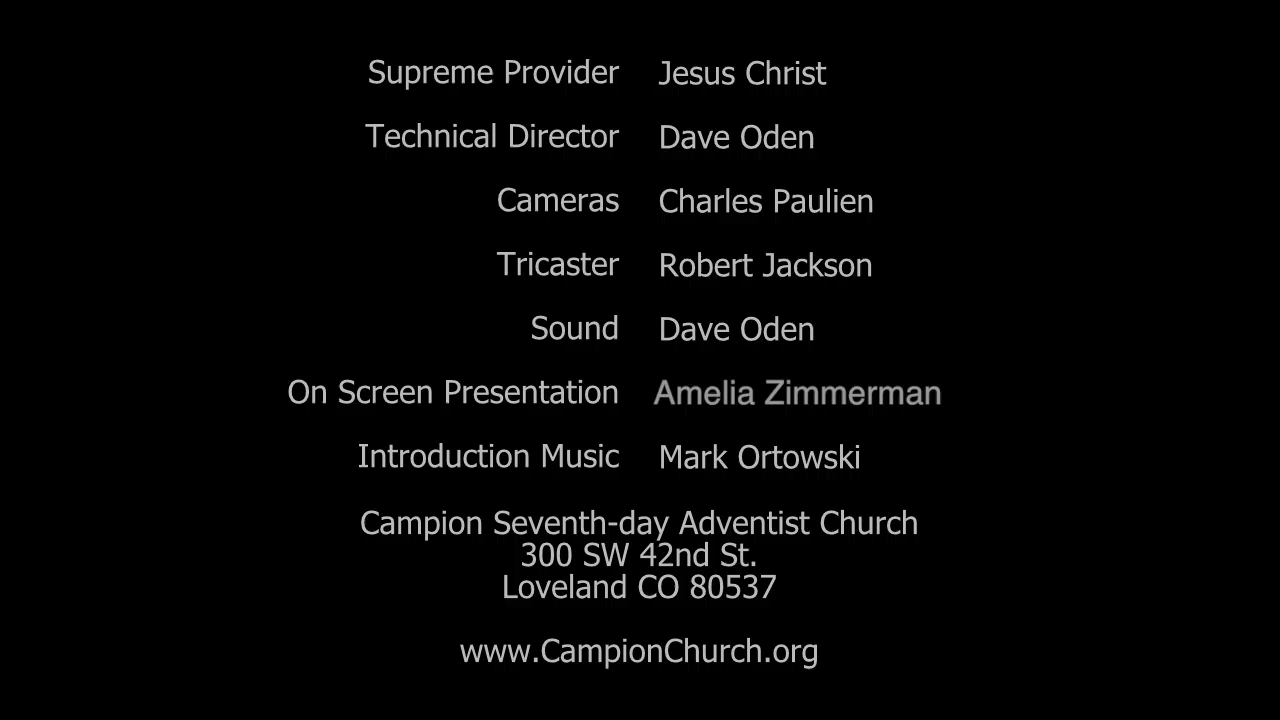 Supreme Provider Jesus Christ
Technical Director Dave Oden
Cameras Charles Paulien
Tricaster Robert Jackson
Sound Dave Oden
On Screen Presentation Amelia Zimmerman
Introduction Music Mark Ortowski
Campion Seventh-day Adventist Church
300 SW 42nd St.
Loveland CO 80537
www.CampionChurch.org